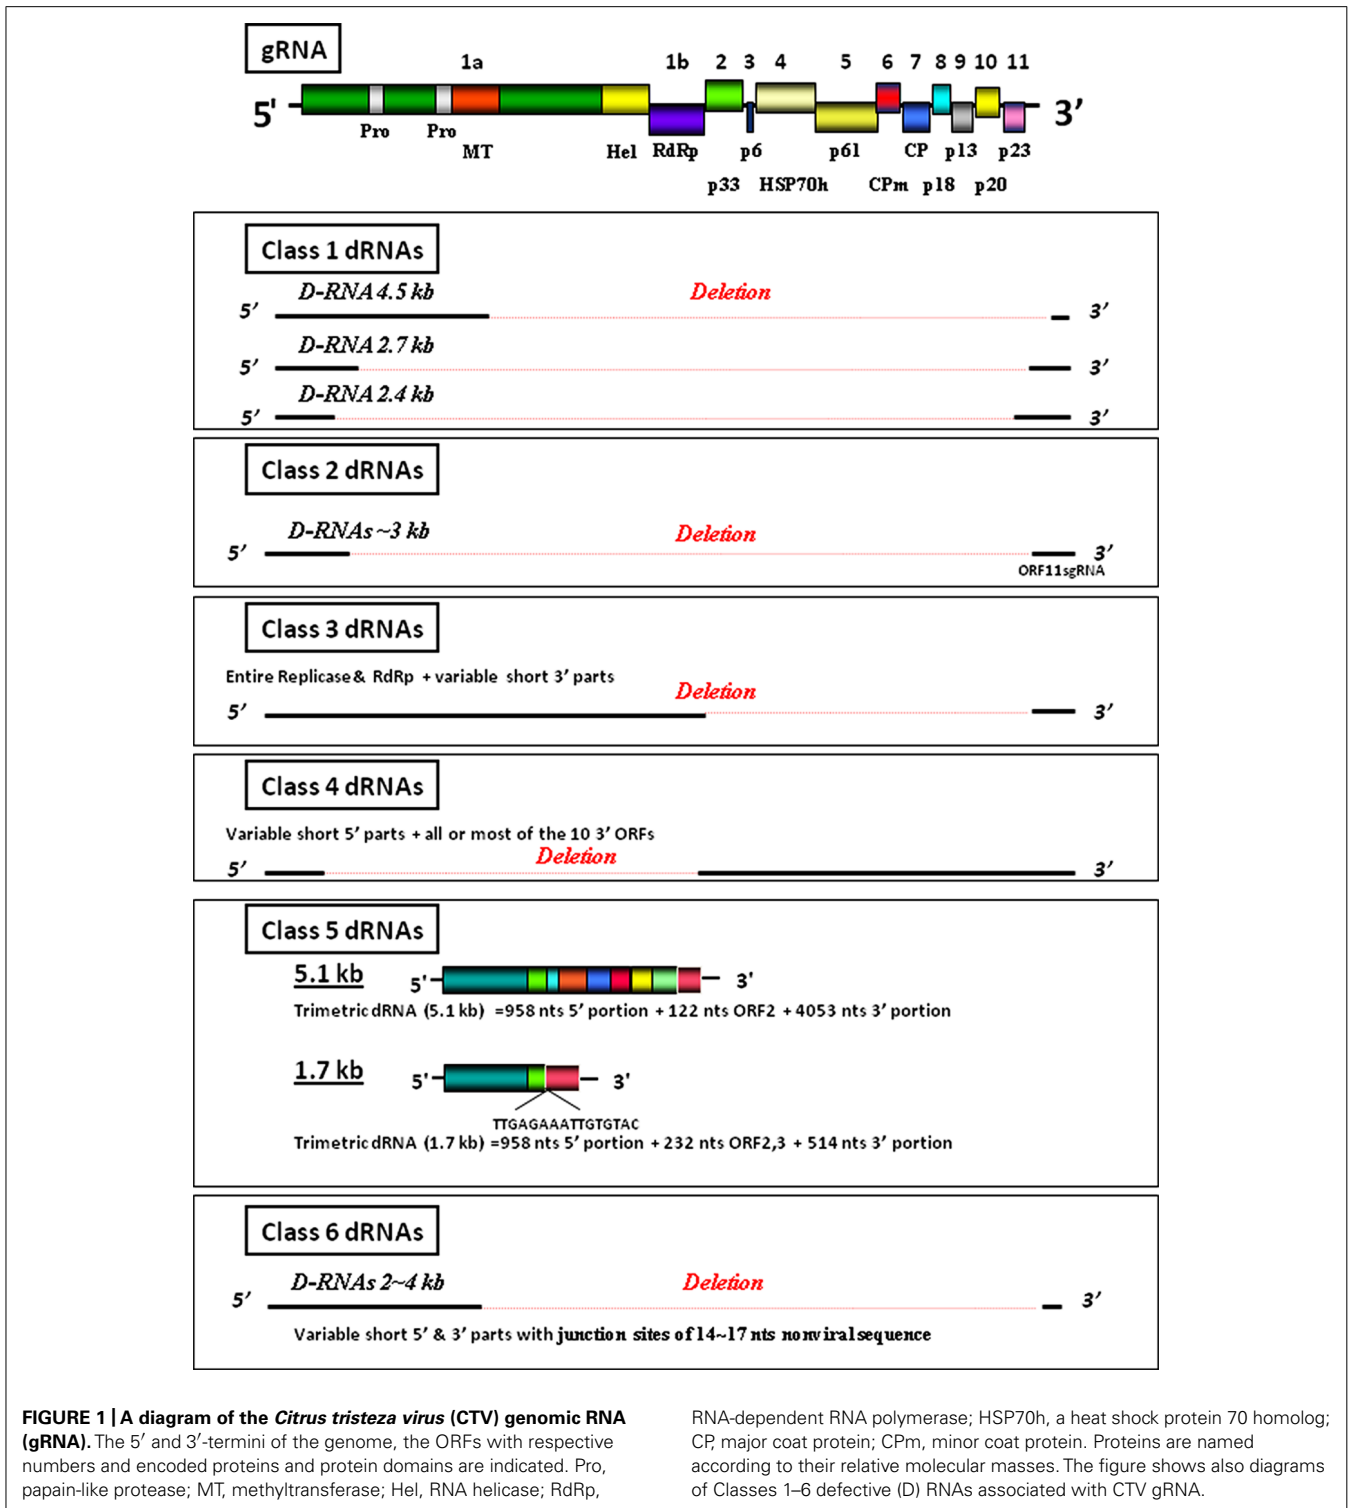 gRNA
1a 1b 2 3 4 5 6 7 8 9 10 11
5' 3’
Pro Pro
MT Hel RdRp p6 p61 CP p13 p23
p33 HSP70h CPm p18 p20
Class 1 dRNAs
D-RNA 4.5 kb Deletion
5’ 3’
D-RNA 2.7 kb
5’ 3’
D-RNA 2.4 kb
5’ 3’
Class 2 dRNAs
D-RNAs ~3 kb Deletion
5’ 3’
ORF11sgRNA
Class 3 dRNAs
Entire Replicase & RdRp + variable short 3’ parts
Deletion
5’ 3’
Class 4 dRNAs
Variable short 5’ parts + all or most of the 10 3’ ORFs
Deletion
5’ 3’
Class 5 dRNAs
5.1 kb 5' 3'
Trimetric dRNA (5.1 kb) =958 nts 5’ portion + 122 nts ORF2 + 4053 nts 3’ portion
1.7 kb 5' 3'
TTGAGAAATTGTGTAC
Trimetric dRNA (1.7 kb) =958 nts 5’ portion + 232 nts ORF2,3 + 514 nts 3’ portion
Class 6 dRNAs
D-RNAs 2~4 kb Deletion
5’ 3’
Variable short 5’ & 3’ parts with junction sites of 14~17 nts nonviral sequence
FIGURE 1 | A diagram of the Citrus tristeza virus (CTV) genomic RNA
(gRNA). The 5′ and 3′-termini of the genome, the ORFs with respective
numbers and encoded proteins and protein domains are indicated. Pro,
papain-like protease; MT, methyltransferase; Hel, RNA helicase; RdRp,
RNA-dependent RNA polymerase; HSP70h, a heat shock protein 70 homolog;
CP, major coat protein; CPm, minor coat protein. Proteins are named
according to their relative molecular masses. The figure shows also diagrams
of Classes 1–6 defective (D) RNAs associated with CTV gRNA.